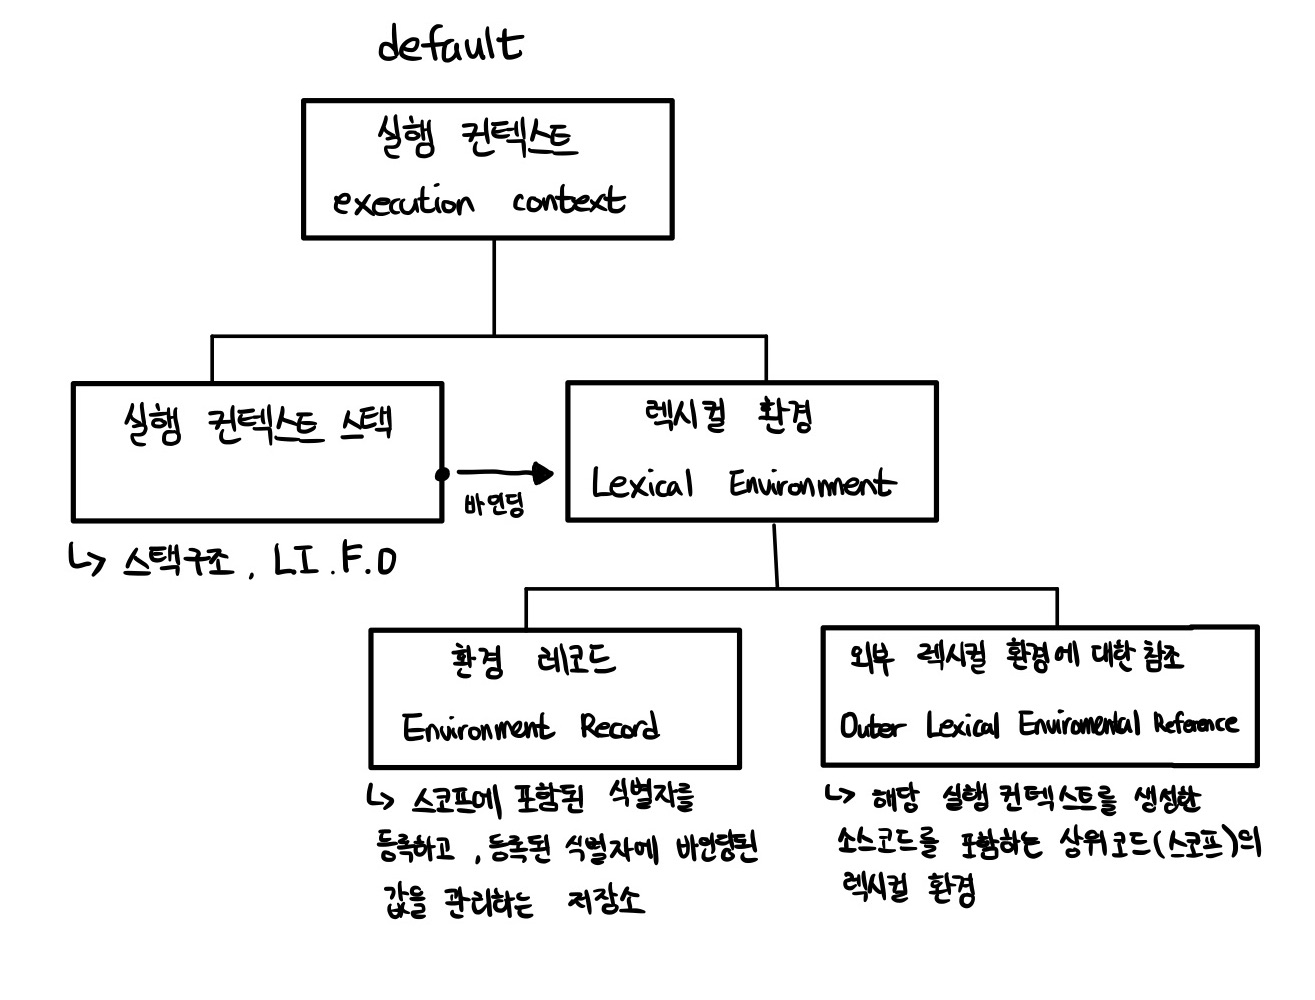 default
실행 컨텍스트
execution context
실행 컨텍스트 스택
바인딩
렉시컬 환경
Lexical Environment
↳ 스택구조, L I . F . O
환경 레코드
Environment Record
외부 렉시컬 환경에 대한 참조
Outer Lexical Enviromental Reference
↳ 스코프에 포함된 식별자를
등록하고, 등록된 식별자에 바인딩된
값을 관리하는 저장소
↳ 해당 실행 컨텍스트를 생성한
소스코드를 포함하는 상위코드(스코프)의
렉시컬 환경